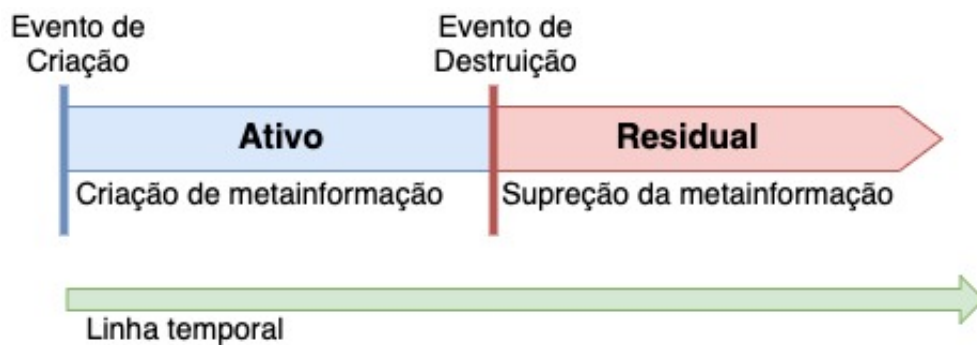 Evento de
Criação
Evento de
Destruição
Ativo
Residual
Criação de metainformação
Supreção da metainformação
Linha temporal